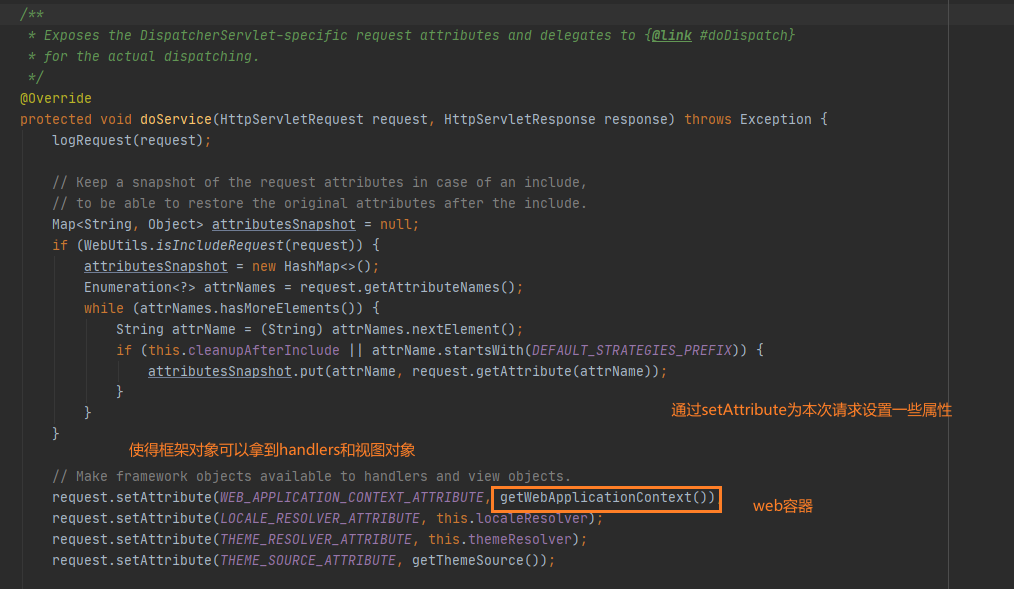 /**
* Exposes the DispatcherServlet-specific request attributes and delegates to {@link #doDispatch}
* for the actual dispatching.
*/
@Override
protected void doService(HttpServletRequest request, HttpServletResponse response) throws Exception {
logRequest(request);
// Keep a snapshot of the request attributes in case of an include,
// to be able to restore the original attributes after the include.
Map<String, Object> attributesSnapshot = null;
if (WebUtils.isIncludeRequest(request)) {
attributesSnapshot = new HashMap<>();
Enumeration<?> attrNames = request.getAttributeNames();
while (attrNames.hasMoreElements()) {
String attrName = (String) attrNames.nextElement();
if (this.cleanupAfterInclude || attrName.startsWith(DEFAULT_STRATEGIES_PREFIX)) {
attributesSnapshot.put(attrName, request.getAttribute(attrName));
}
}
通过setAttribute为本次请求设置一些属性
}
使得框架对象可以拿到handlers和视图对象
// Make framework objects available to handlers and view objects.
request.setAttribute(WEB_APPLICATION_CONTEXT_ATTRIBUTE, getWebApplicationContext())
web容器
request.setAttribute(LOCALE_RESOLVER_ATTRIBUTE, this.localeResolver);
request.setAttribute(THEME_RESOLVER_ATTRIBUTE, this.themeResolver);
request.setAttribute(THEME_SOURCE_ATTRIBUTE, getThemeSource());